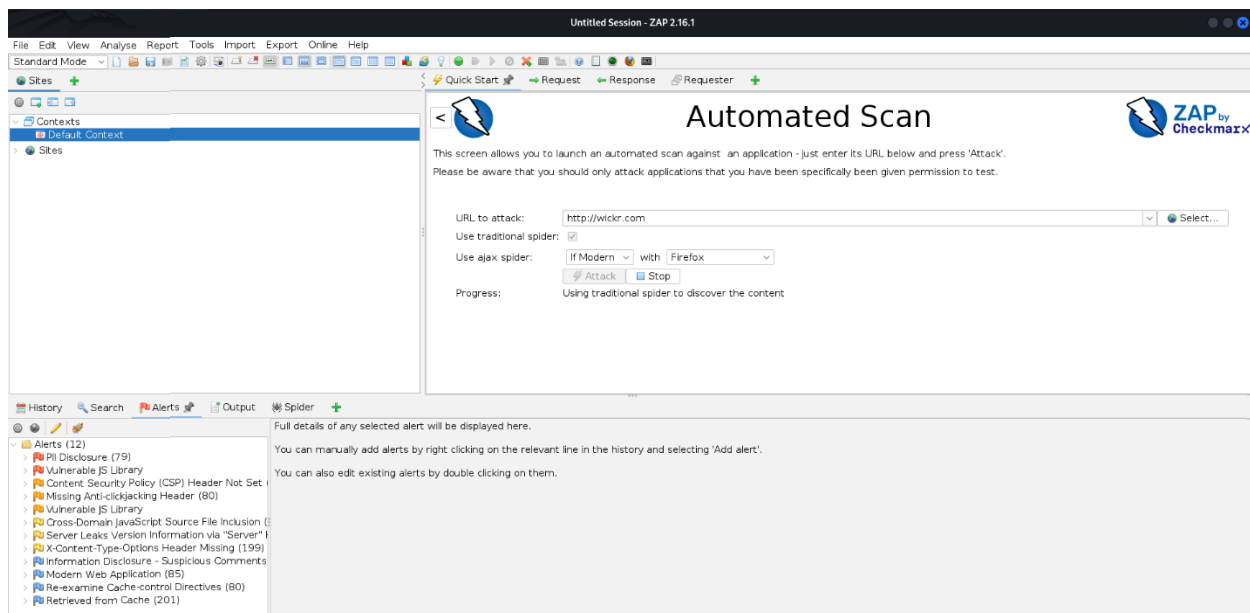 Untitled Session - ZAP 2.16.1
File Edit View Analyse Report Tools Import Export Online Help
Standard Mode
Sites
Quick Start Request Response Requester
Contexts
Default Context
Sites
<
Automated Scan
ZAP by Checkmarx
This screen allows you to launch an automated scan against an application - just enter its URL below and press 'Attack'.
Please be aware that you should only attack applications that you have been specifically been given permission to test.
URL to attack: http://wickr.com Select...
Use traditional spider:
Use ajax spider: If Modern with Firefox
Attack Stop
Progress: Using traditional spider to discover the content
History Search Alerts Output Spider
Full details of any selected alert will be displayed here.
You can manually add alerts by right clicking on the relevant line in the history and selecting 'Add alert'.
You can also edit existing alerts by double clicking on them.
Alerts (12)
PII Disclosure (79)
Vulnerable JS Library
Content Security Policy (CSP) Header Not Set (
Missing Anti-clickjacking Header (80)
Vulnerable JS Library
Cross-Domain JavaScript Source File Inclusion (
Server Leaks Version Information via "Server"
X-Content-Type-Options Header Missing (199)
Information Disclosure - Suspicious Comments
Modern Web Application (85)
Re-examine Cache-control Directives (80)
Retrieved from Cache (201)